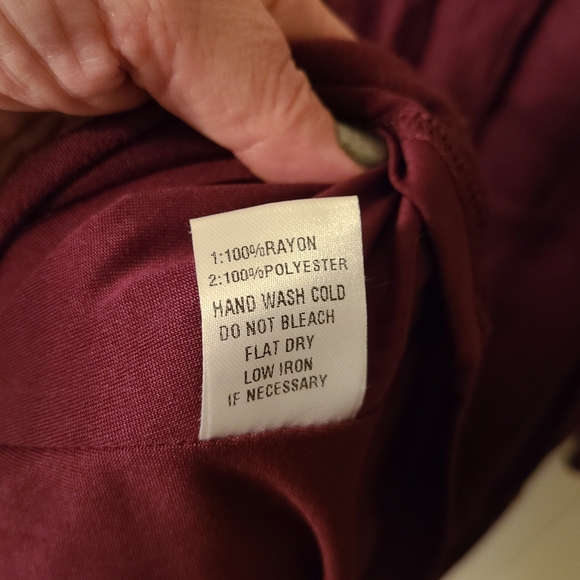 1:100%RAYON
2:100%POLYESTER
HAND WASH COLD
DO NOT BLEACH
FLAT DRY
LOW IRON
IF NECESSARY